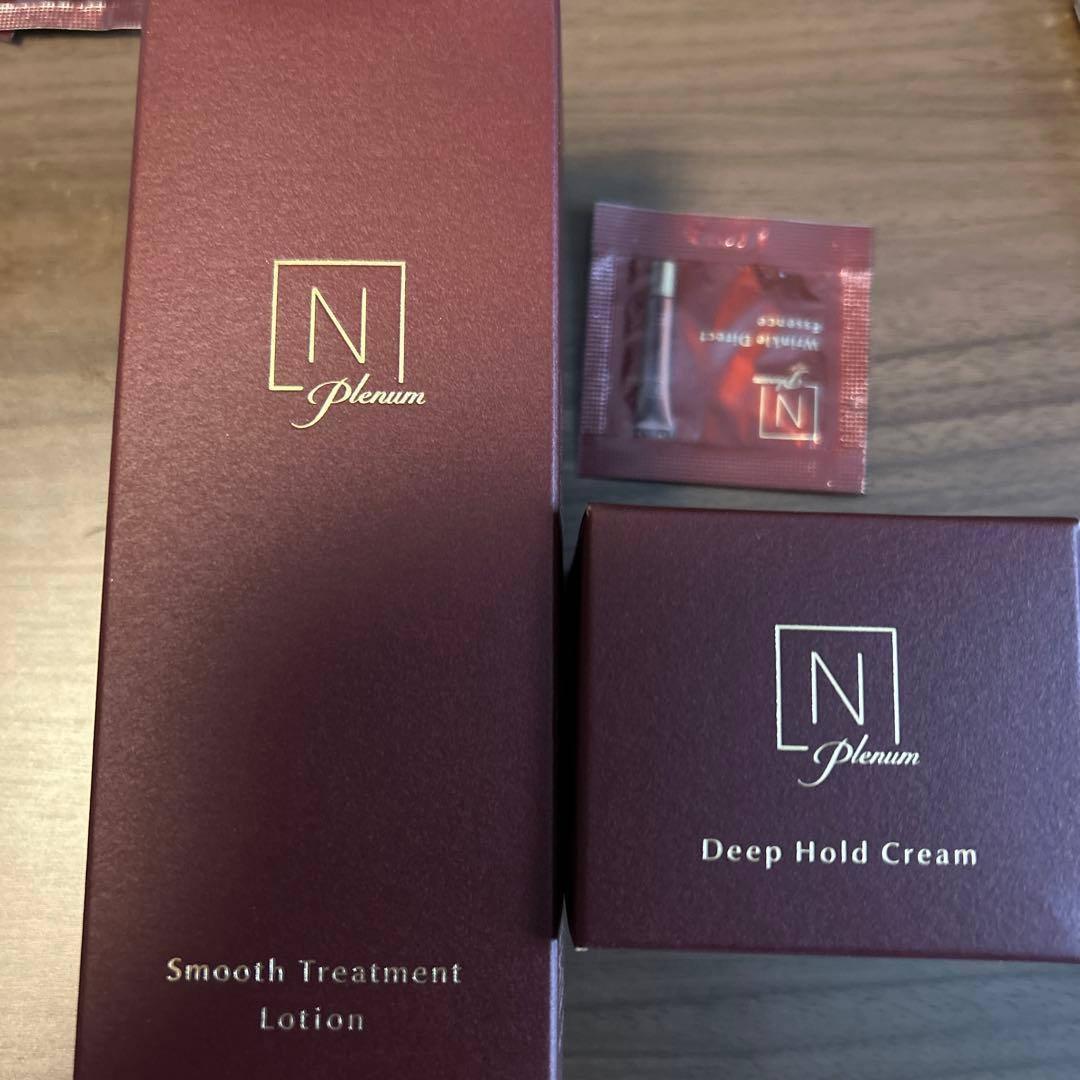 N
Plenum
Smooth Treatment
Lotion
Wrinkle Direct
essence
N
N
Plenum
Deep Hold Cream